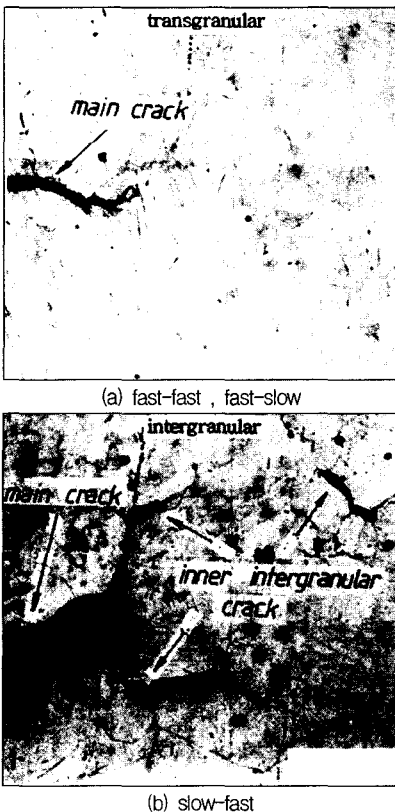 transgranular
main crack
(a) fast-fast , fast-slow
intergranular
main crack
inner intergranular
crack
(b) slow-fast